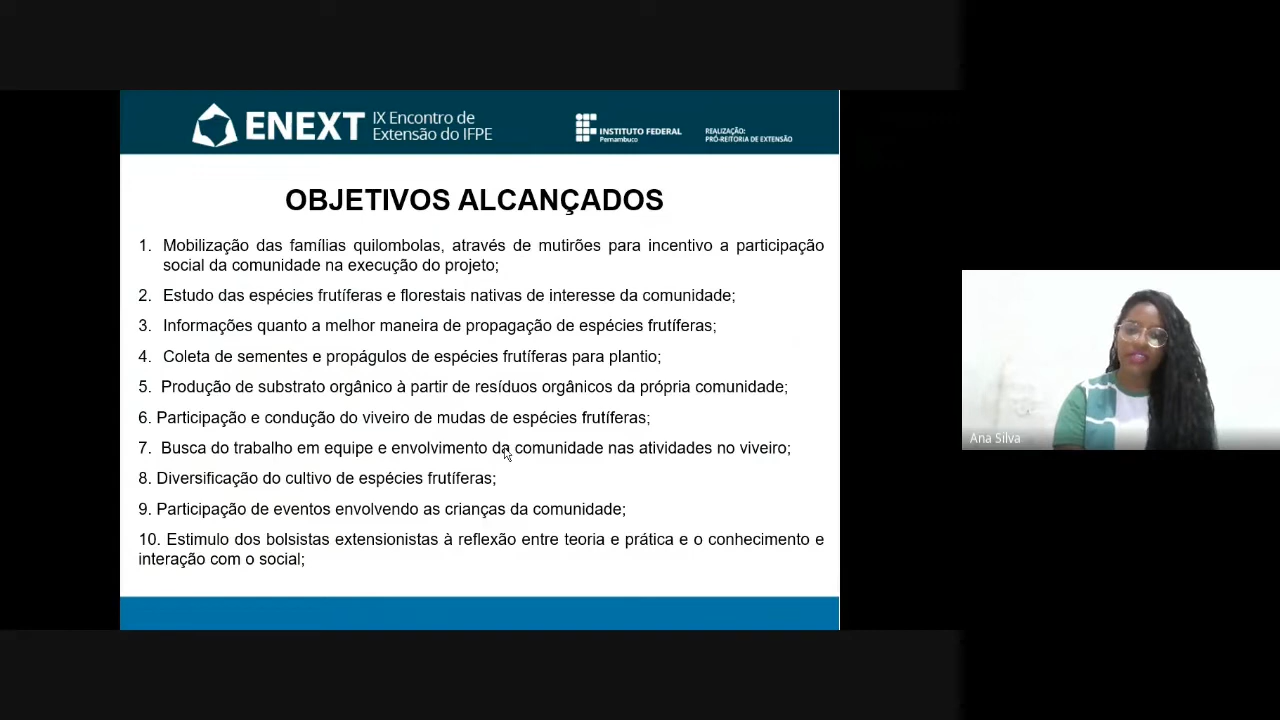 ENEXT
IX Encontro de
Extensão do IFPE
INSTITUTO FEDERAL
Pernambuco
REALIZAÇÃO:
PRÓ-REITORIA DE EXTENSÃO
OBJETIVOS ALCANÇADOS
1. Mobilização das famílias quilombolas, através de mutirões para incentivo a participação
social da comunidade na execução do projeto;
2. Estudo das espécies frutíferas e florestais nativas de interesse da comunidade;
3. Informações quanto a melhor maneira de propagação de espécies frutíferas;
4. Coleta de sementes e propágulos de espécies frutíferas para plantio;
5. Produção de substrato orgânico à partir de resíduos orgânicos da própria comunidade;
6. Participação e condução do viveiro de mudas de espécies frutíferas;
7. Busca do trabalho em equipe e envolvimento da comunidade nas atividades no viveiro;
8. Diversificação do cultivo de espécies frutíferas;
9. Participação de eventos envolvendo as crianças da comunidade;
10. Estimulo dos bolsistas extensionistas à reflexão entre teoria e prática e o conhecimento e
interação com o social;
Ana Silva